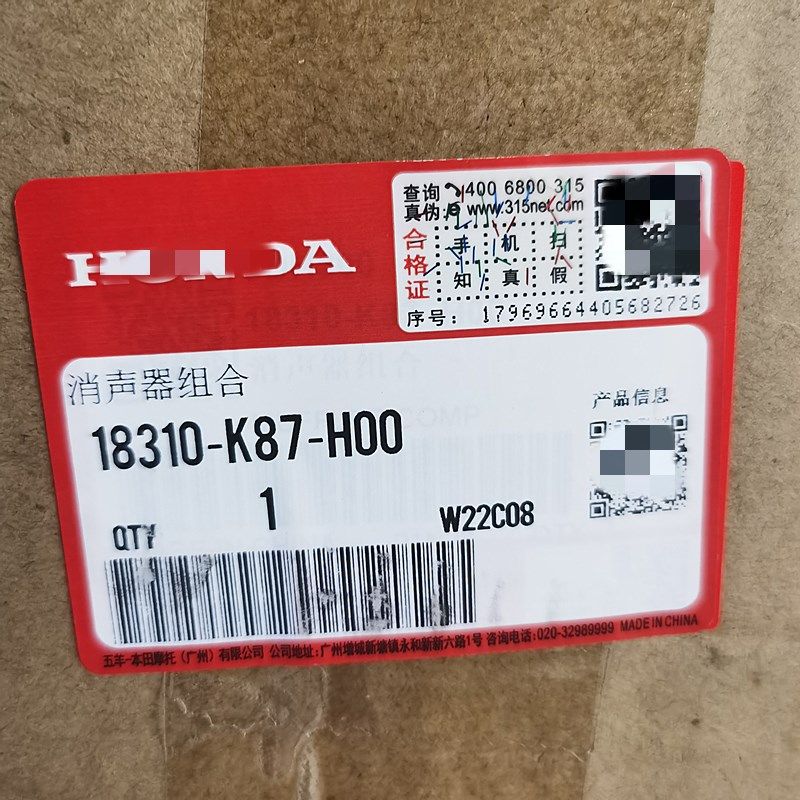 查询 400 6800 315
真伪 www.315net.com
HONDA
合格证
手 机 扫
知 真 假
序号: 17969664405682726
消声器组合
产品信息
18310-K87-H00
1
QTY
W22C08
五羊-本田摩托(广州)有限公司 公司地址:广州增城新塘镇永和新新六路1号 咨询电话:020-32989999 MADE IN CHINA